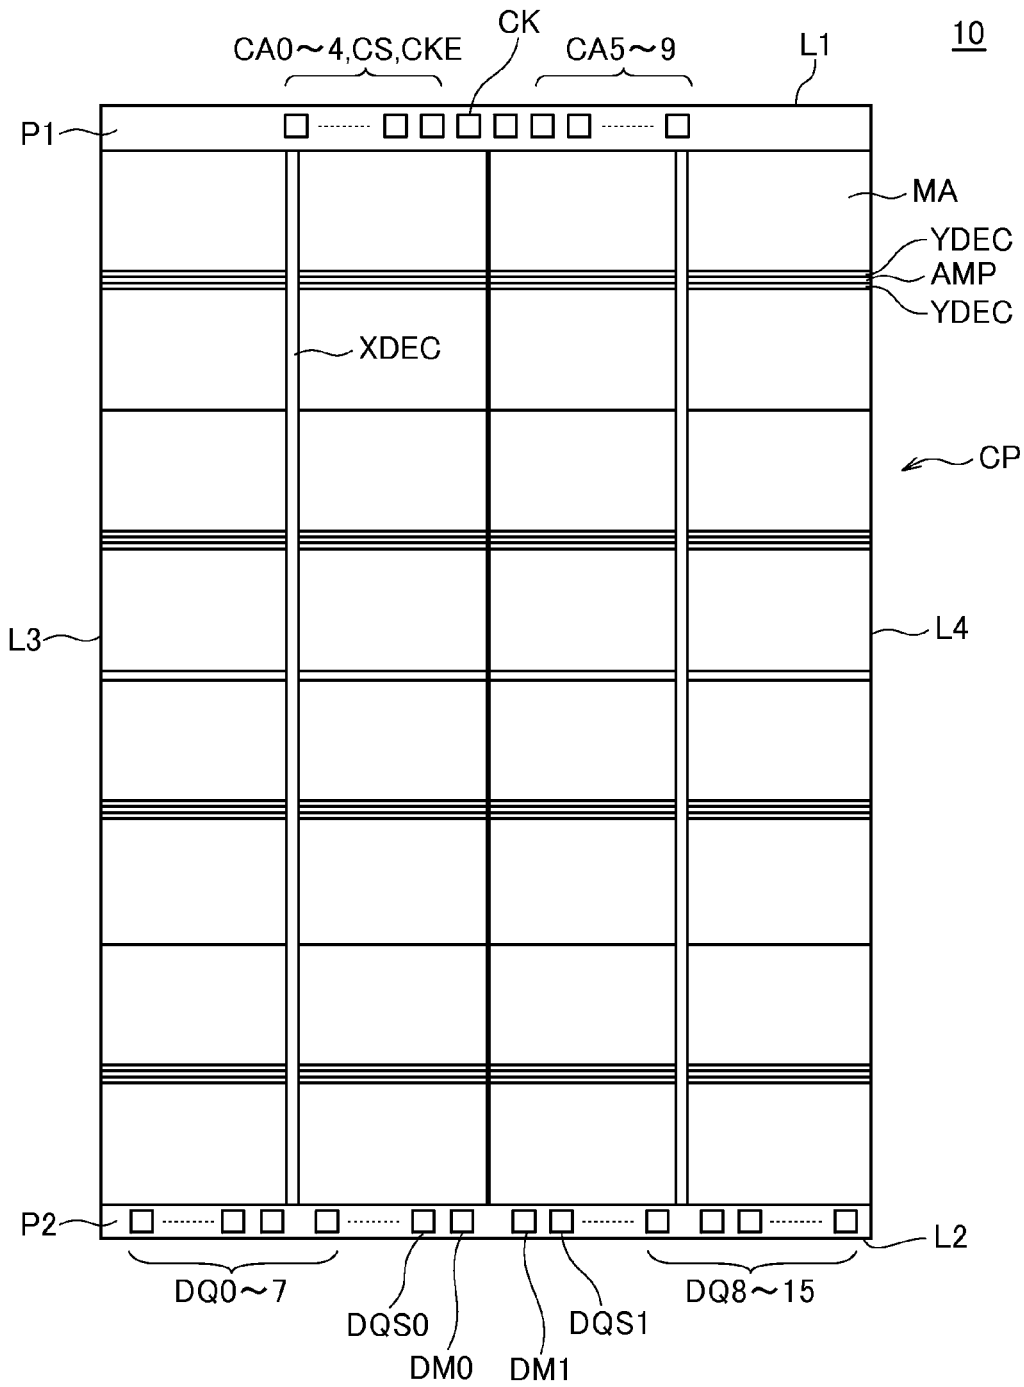 CK
10
CA0～4,CS,CKE
CA5～9
L1
P1
MA
YDEC
AMP
YDEC
XDEC
CP
L3
L4
P2
L2
DQ0～7
DQ8～15
DQS0
DQS1
DM0
DM1